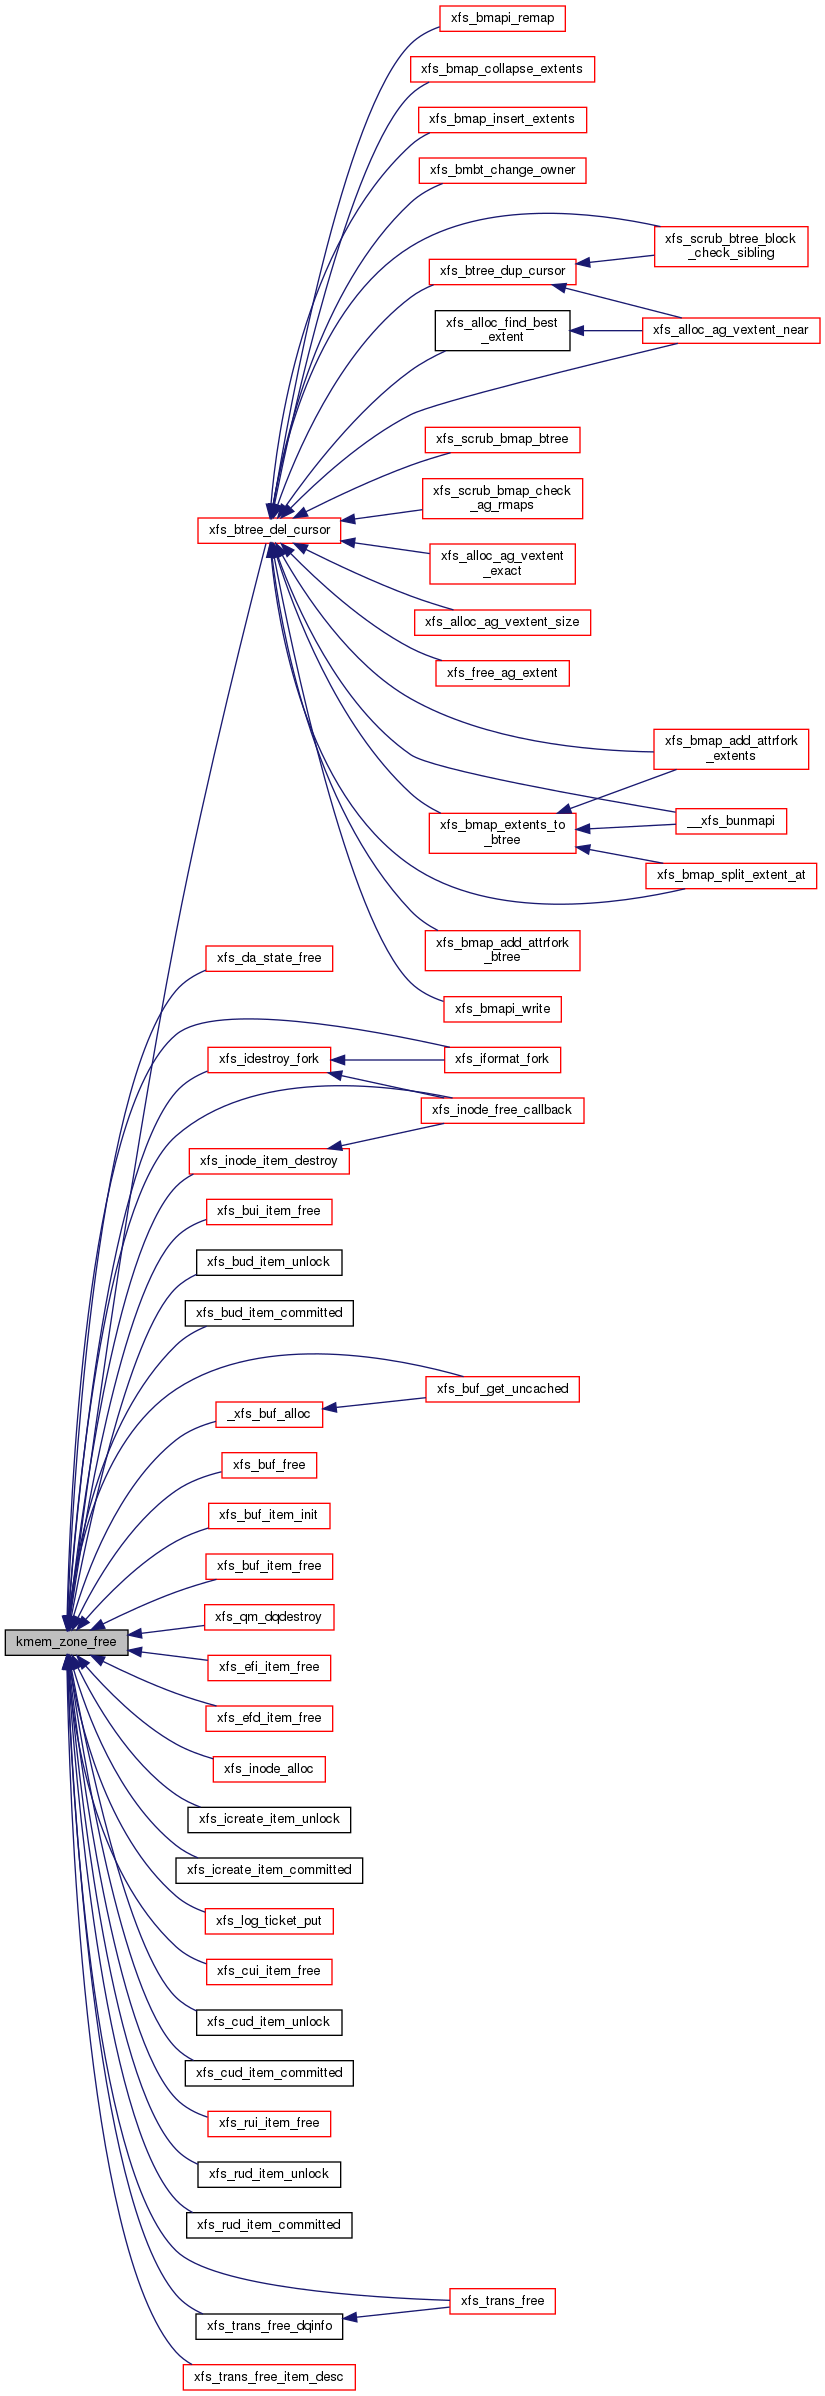 xfs_bmapi_remap
xfs_bmap_collapse_extents
xfs_bmap_insert_extents
xfs_bmbt_change_owner
xfs_scrub_btree_block
_check_sibling
xfs_btree_dup_cursor
xfs_alloc_find_best
_extent
xfs_alloc_ag_vextent_near
xfs_scrub_bmap_btree
xfs_scrub_bmap_check
_ag_rmaps
xfs_btree_del_cursor
xfs_alloc_ag_vextent
_exact
xfs_alloc_ag_vextent_size
xfs_free_ag_extent
xfs_bmap_add_attrfork
_extents
xfs_bmap_extents_to
_btree
__xfs_bunmapi
xfs_bmap_split_extent_at
xfs_bmap_add_attrfork
_btree
xfs_da_state_free
xfs_bmapi_write
xfs_idestroy_fork
xfs_iformat_fork
xfs_inode_free_callback
xfs_inode_item_destroy
xfs_bui_item_free
xfs_bud_item_unlock
xfs_bud_item_committed
xfs_buf_get_uncached
_xfs_buf_alloc
xfs_buf_free
xfs_buf_item_init
xfs_buf_item_free
xfs_qm_dqdestroy
kmem_zone_free
xfs_efi_item_free
xfs_efd_item_free
xfs_inode_alloc
xfs_icreate_item_unlock
xfs_icreate_item_committed
xfs_log_ticket_put
xfs_cui_item_free
xfs_cud_item_unlock
xfs_cud_item_committed
xfs_rui_item_free
xfs_rud_item_unlock
xfs_rud_item_committed
xfs_trans_free
xfs_trans_free_dqinfo
xfs_trans_free_item_desc